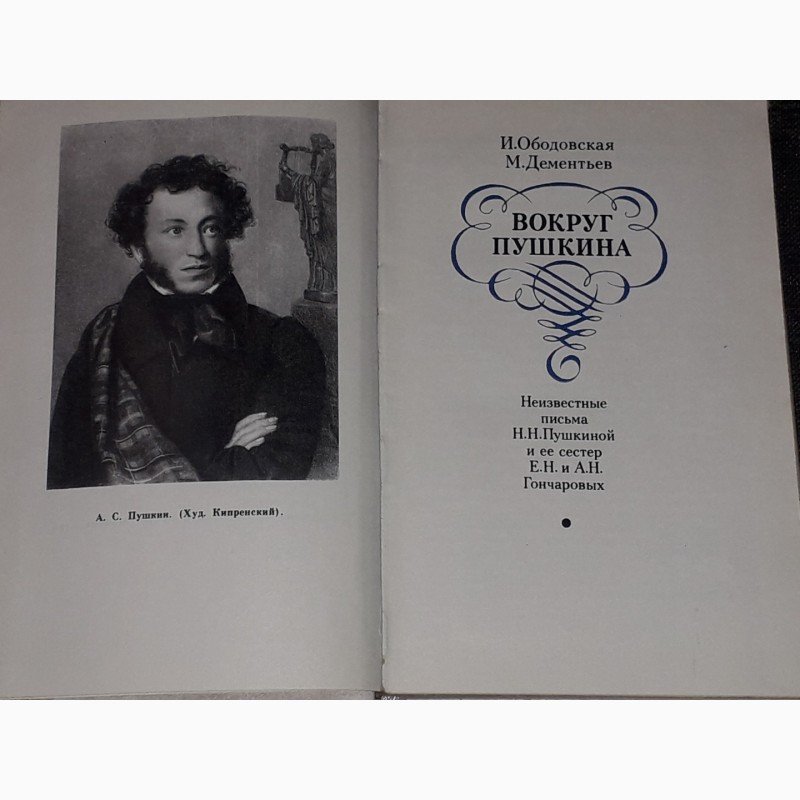 А. С. Пушкин. (Худ. Кипренский).
И. Ободовская
М. Дементьев
ВОКРУГ
ПУШКИНА
Неизвестные
письма
Н.Н.Пушкиной
и ее сестер
Е.Н. и А.Н.
Гончаровых